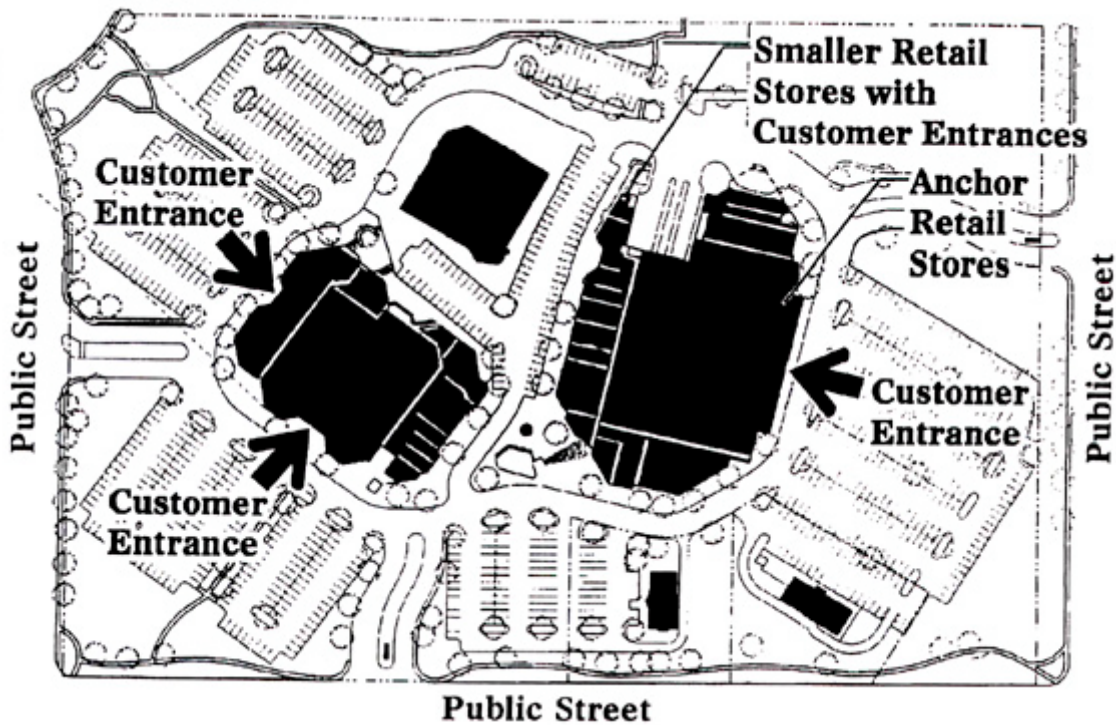 Smaller Retail
Stores with
Customer Entrances
Customer
Entrance
Anchor
Retail
Stores
Public Street
Public Street
Customer
Entrance
Customer
Entrance
Public Street